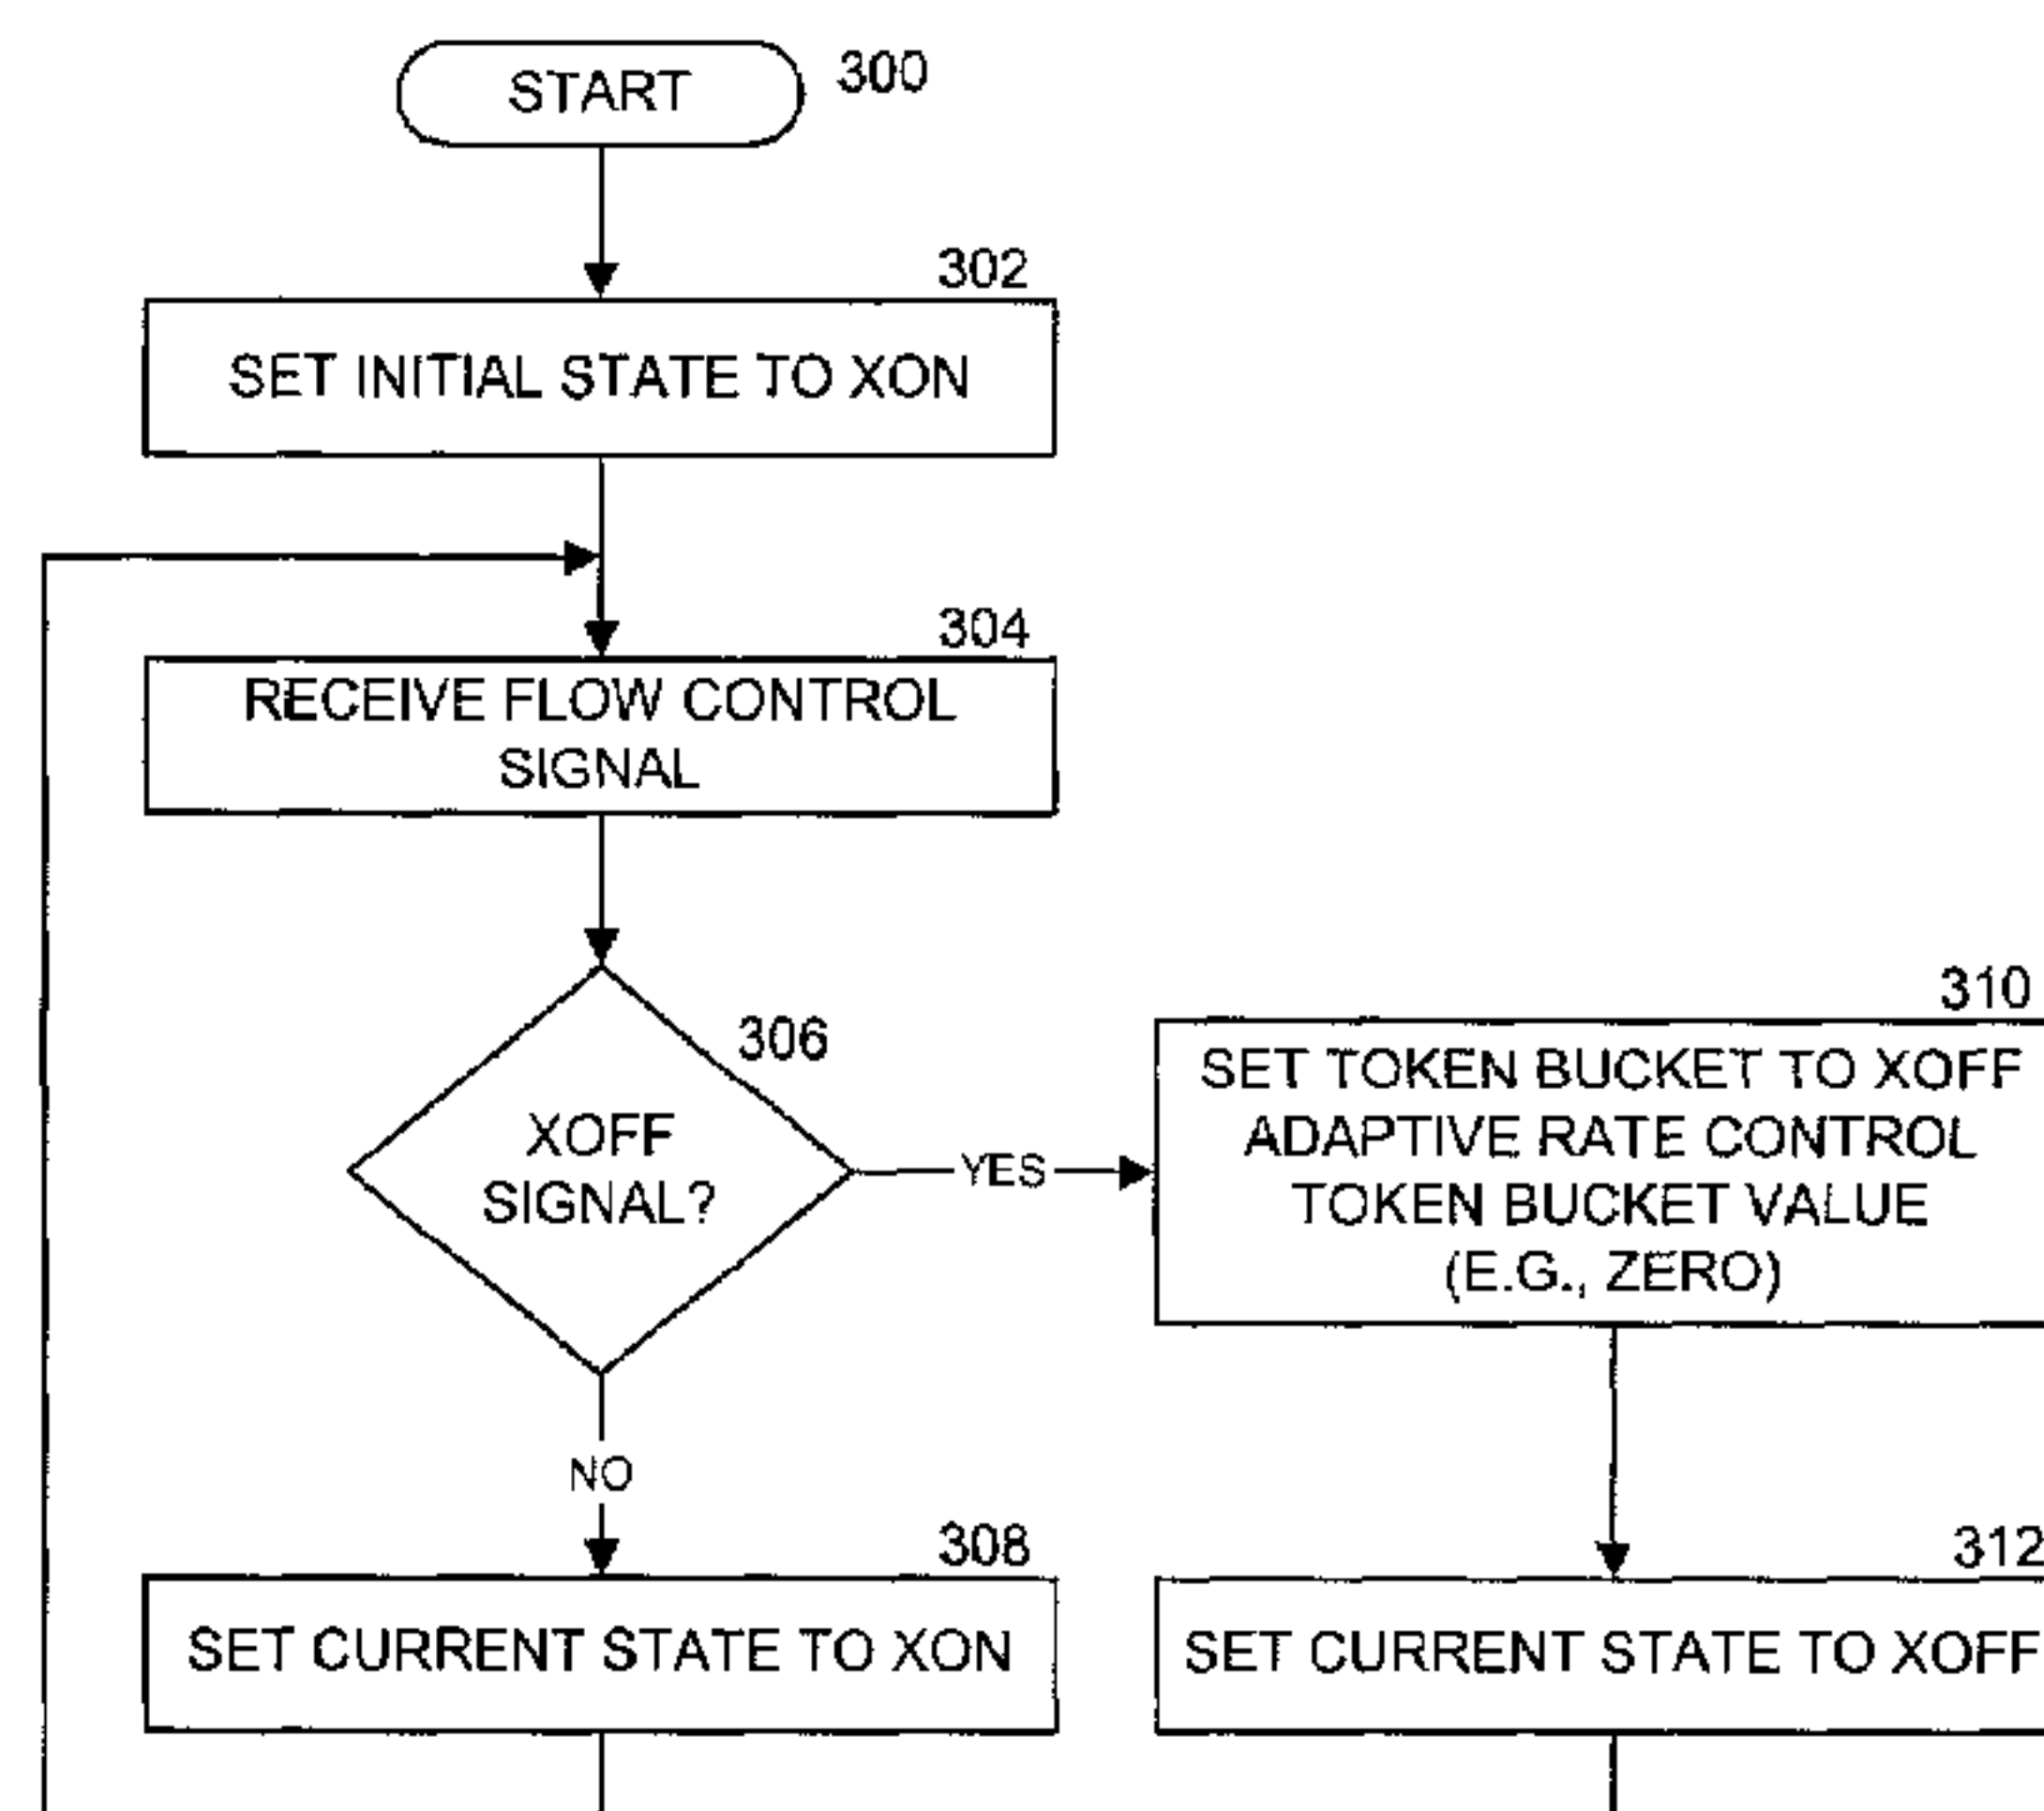 START
300
302
SET INITIAL STATE TO XON
304
RECEIVE FLOW CONTROL
SIGNAL
306
XOFF
SIGNAL?
YES
310
SET TOKEN BUCKET TO XOFF
ADAPTIVE RATE CONTROL
TOKEN BUCKET VALUE
(E.G., ZERO)
NO
308
SET CURRENT STATE TO XON
312
SET CURRENT STATE TO XOFF